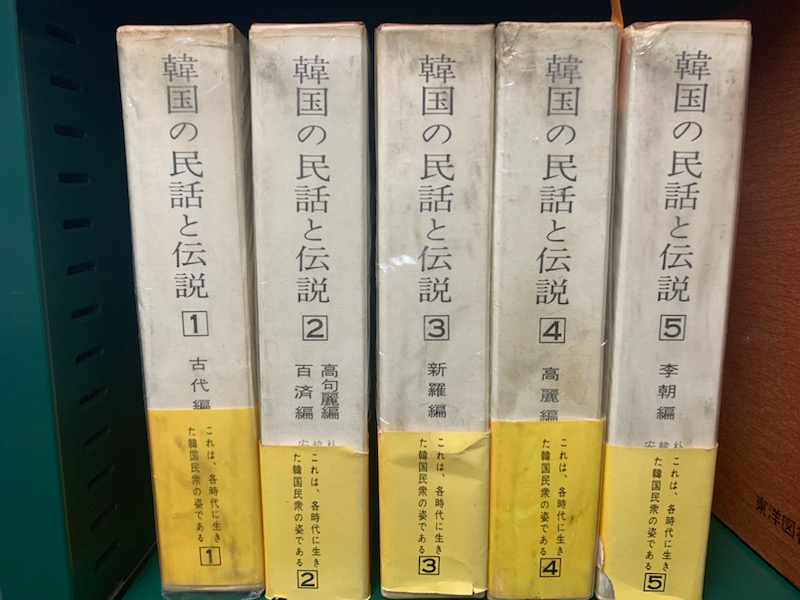 韓国の民話と伝説
1
古代編
これは、各時代に生き
た韓国民衆の姿である
1
韓国の民話と伝説
2
高句麗編
百済編
これは、各時代に生き
た韓国民衆の姿である
2
韓国の民話と伝説
3
新羅編
これは、各時代に生き
た韓国民衆の姿である
3
韓国の民話と伝説
4
高麗編
これは、各時代に生き
た韓国民衆の姿である
4
韓国の民話と伝説
5
李朝編
これは、各時代に生き
た韓国民衆の姿である
5
東洋図